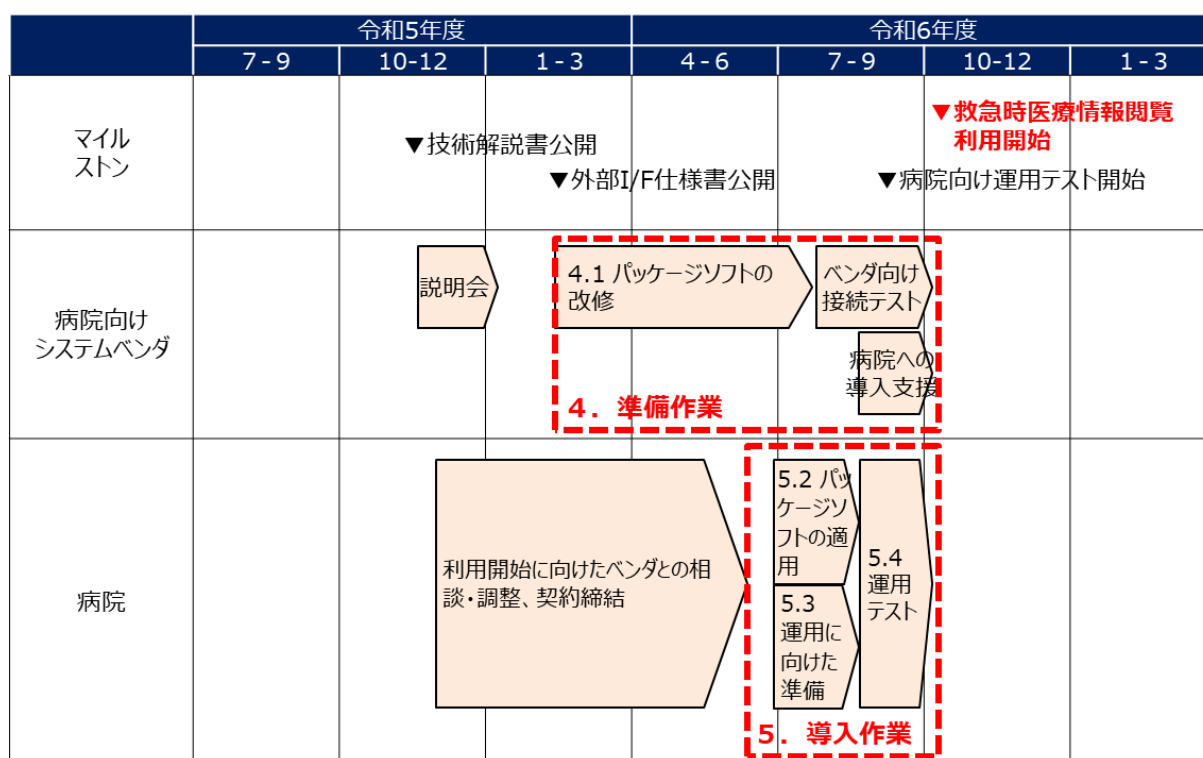 令和5年度
令和6年度
7-9
10-12
1-3
4-6
7-9
10-12
1-3
マイル
ストン
▼技術解説書公開
▼外部I/F仕様書公開
▼救急時医療情報閲覧
利用開始
▼病院向け運用テスト開始
病院向け
システムベンダ
説明会
4.1 パッケージソフトの
改修
ベンダ向け
接続テスト
病院への
導入支援
4．準備作業
病院
利用開始に向けたベンダとの相
談・調整、契約締結
5.2 パッ
ケージソ
フトの適
用
5.3
運用に
向けた
準備
5.4
運用
テスト
5．導入作業